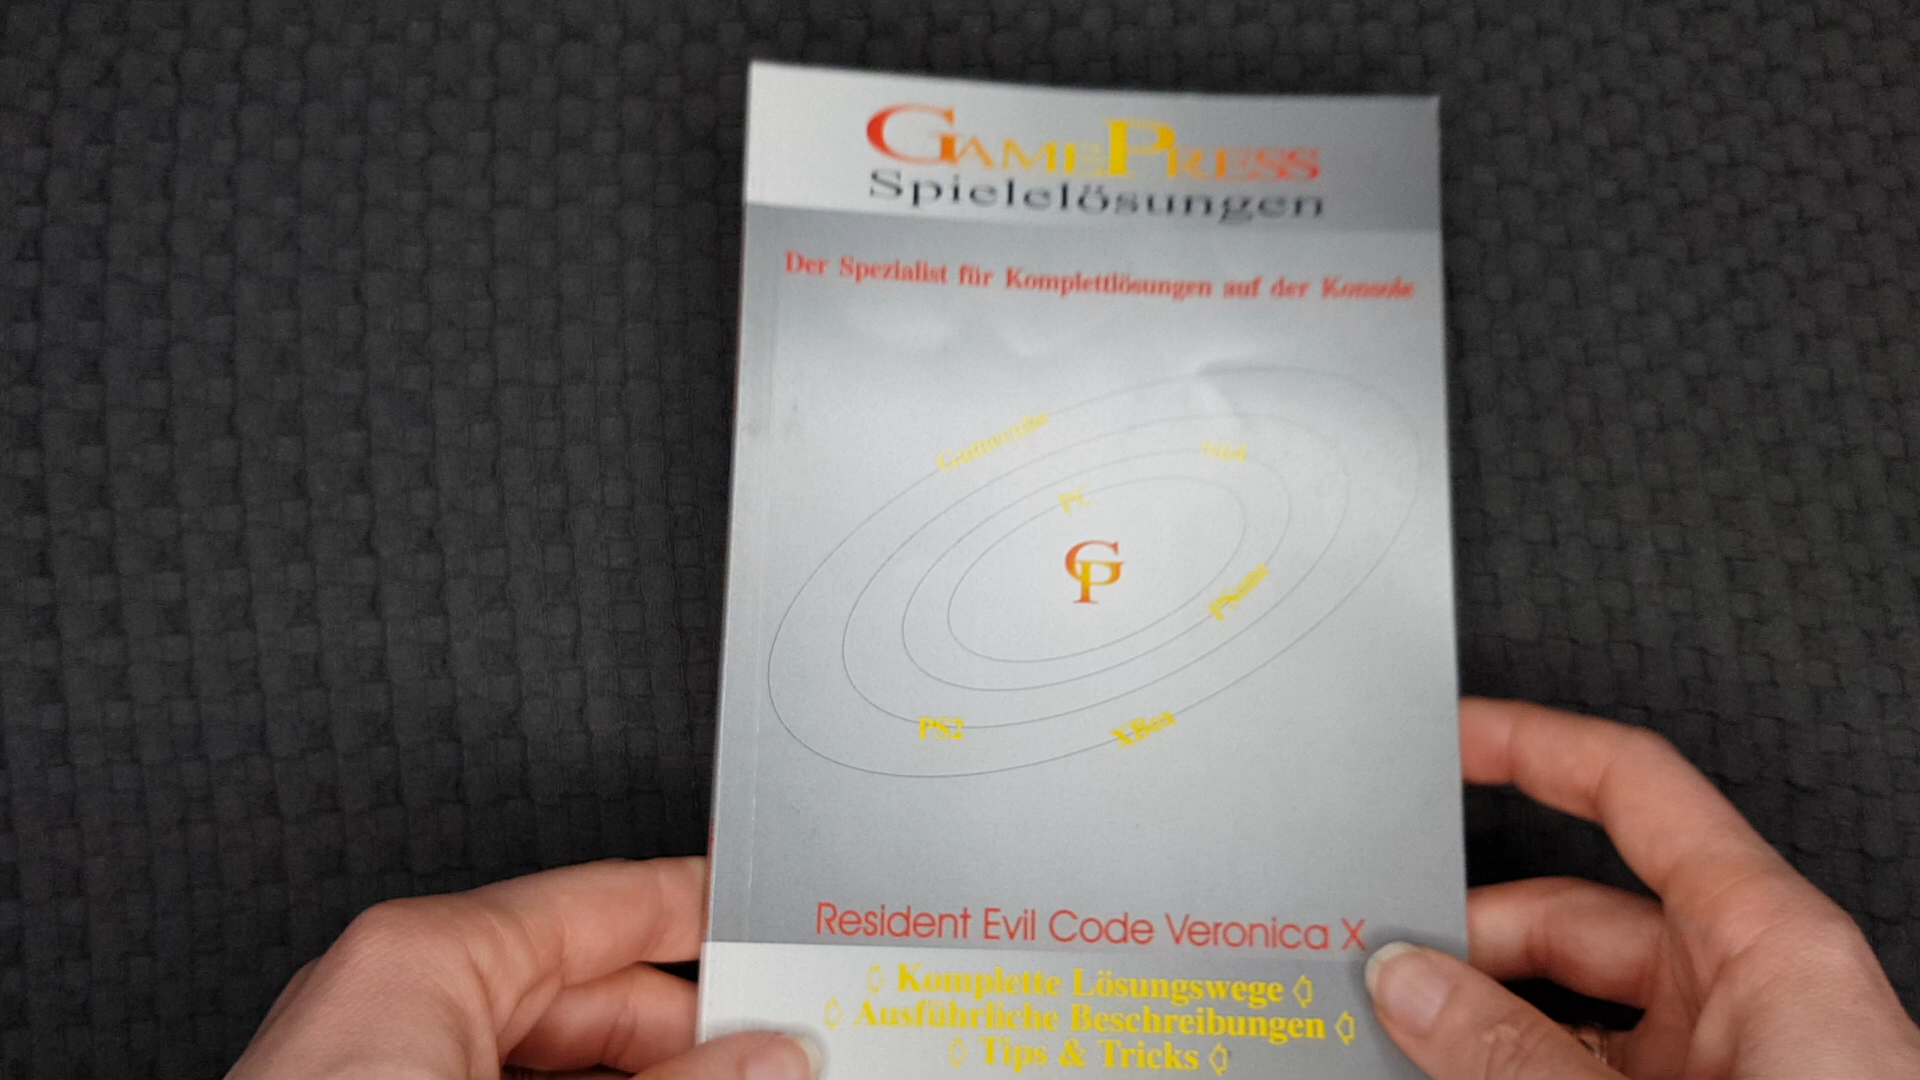 GAMEPRESS
Spielelösungen
Der Spezialist für Komplettlösungen auf der Konsole
Gamecube
N64
PC
GP
PS2
XBox
Resident Evil Code Veronica X
Komplette Lösungswege
Ausführliche Beschreibungen
Tips & Tricks